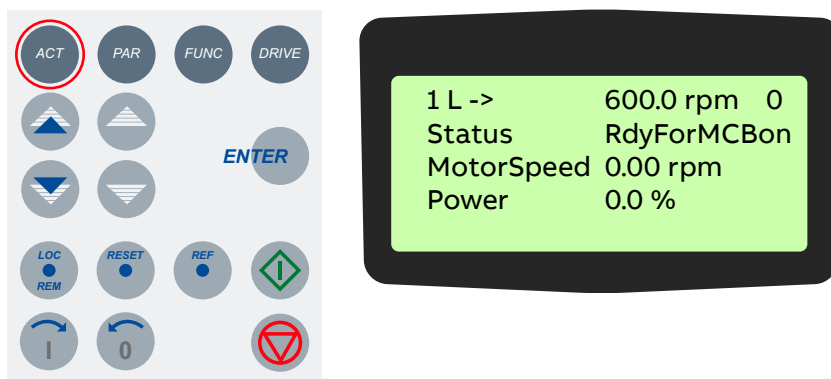 ACT PAR FUNC DRIVE
ENTER
LOC RESET REF
REM
I 0
1 L -> 600.0 rpm 0
Status RdyForMCBon
MotorSpeed 0.00 rpm
Power 0.0 %